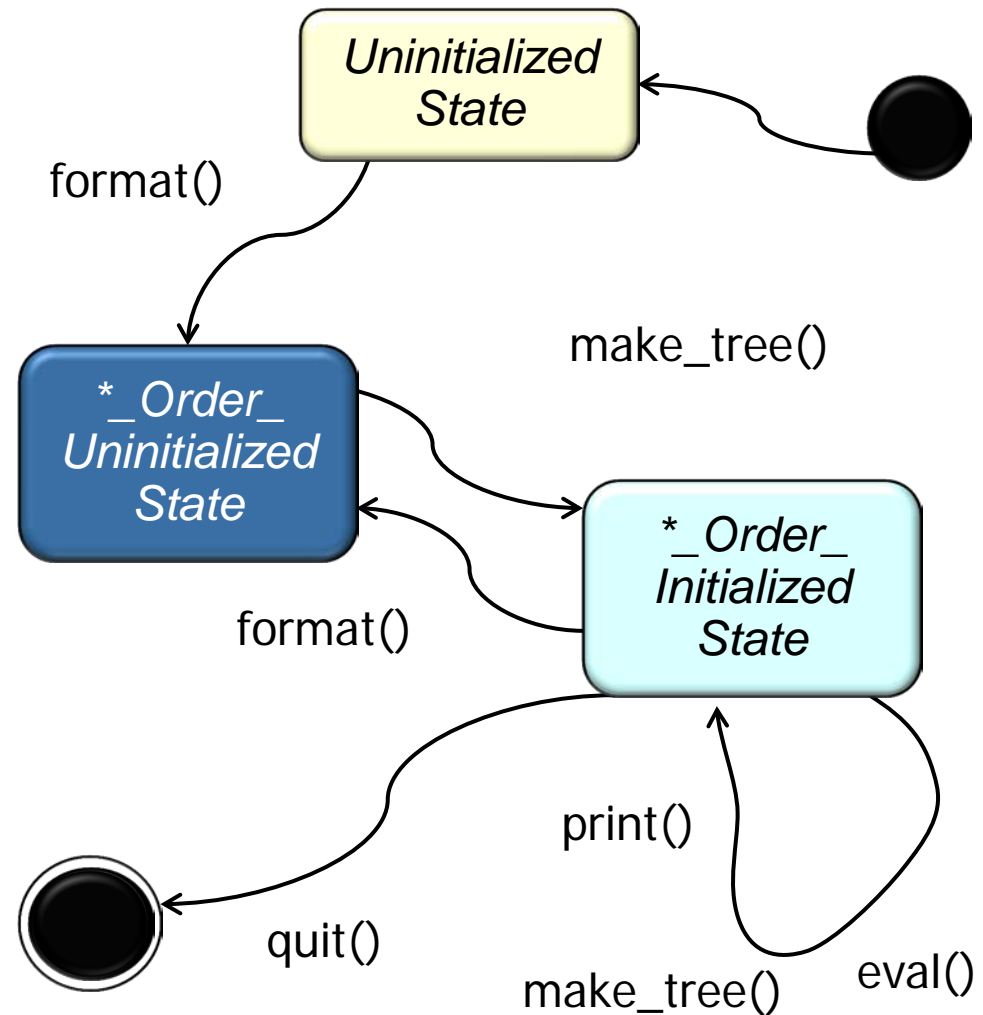 Uninitialized
State
format()
make_tree()
*_Order_
Uninitialized
State
*_Order_
Initialized
State
format()
print()
quit()
eval()
make_tree()